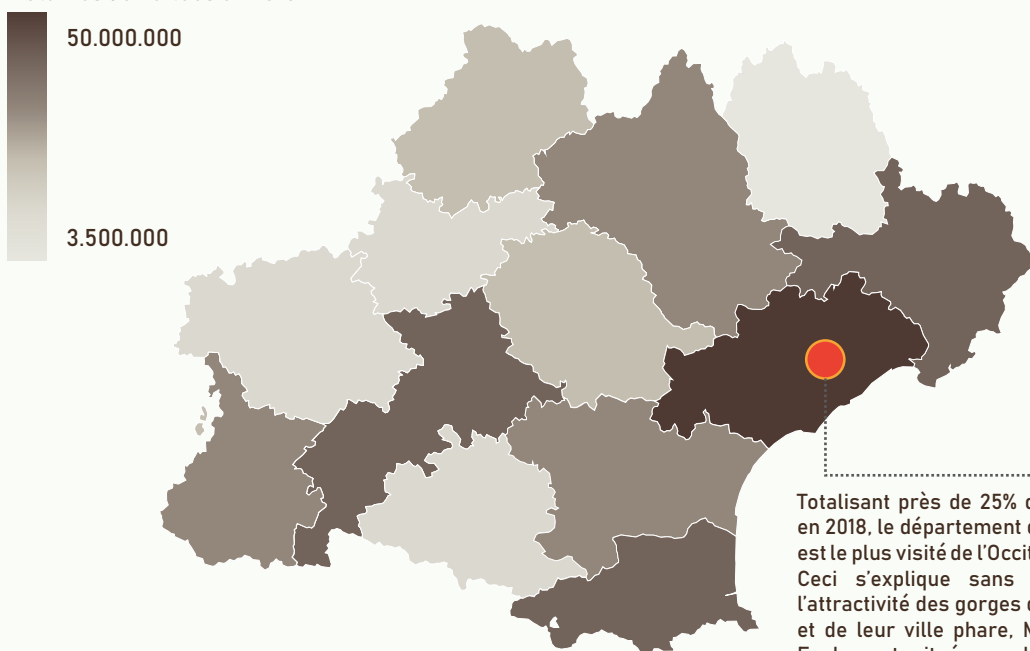 50.000.000
3.500.000
Totalisant près de 25%
en 2018, le département
est le plus visité de l'Occit
Ceci s'explique sans
l'attractivité des gorges
et de leur ville phare,